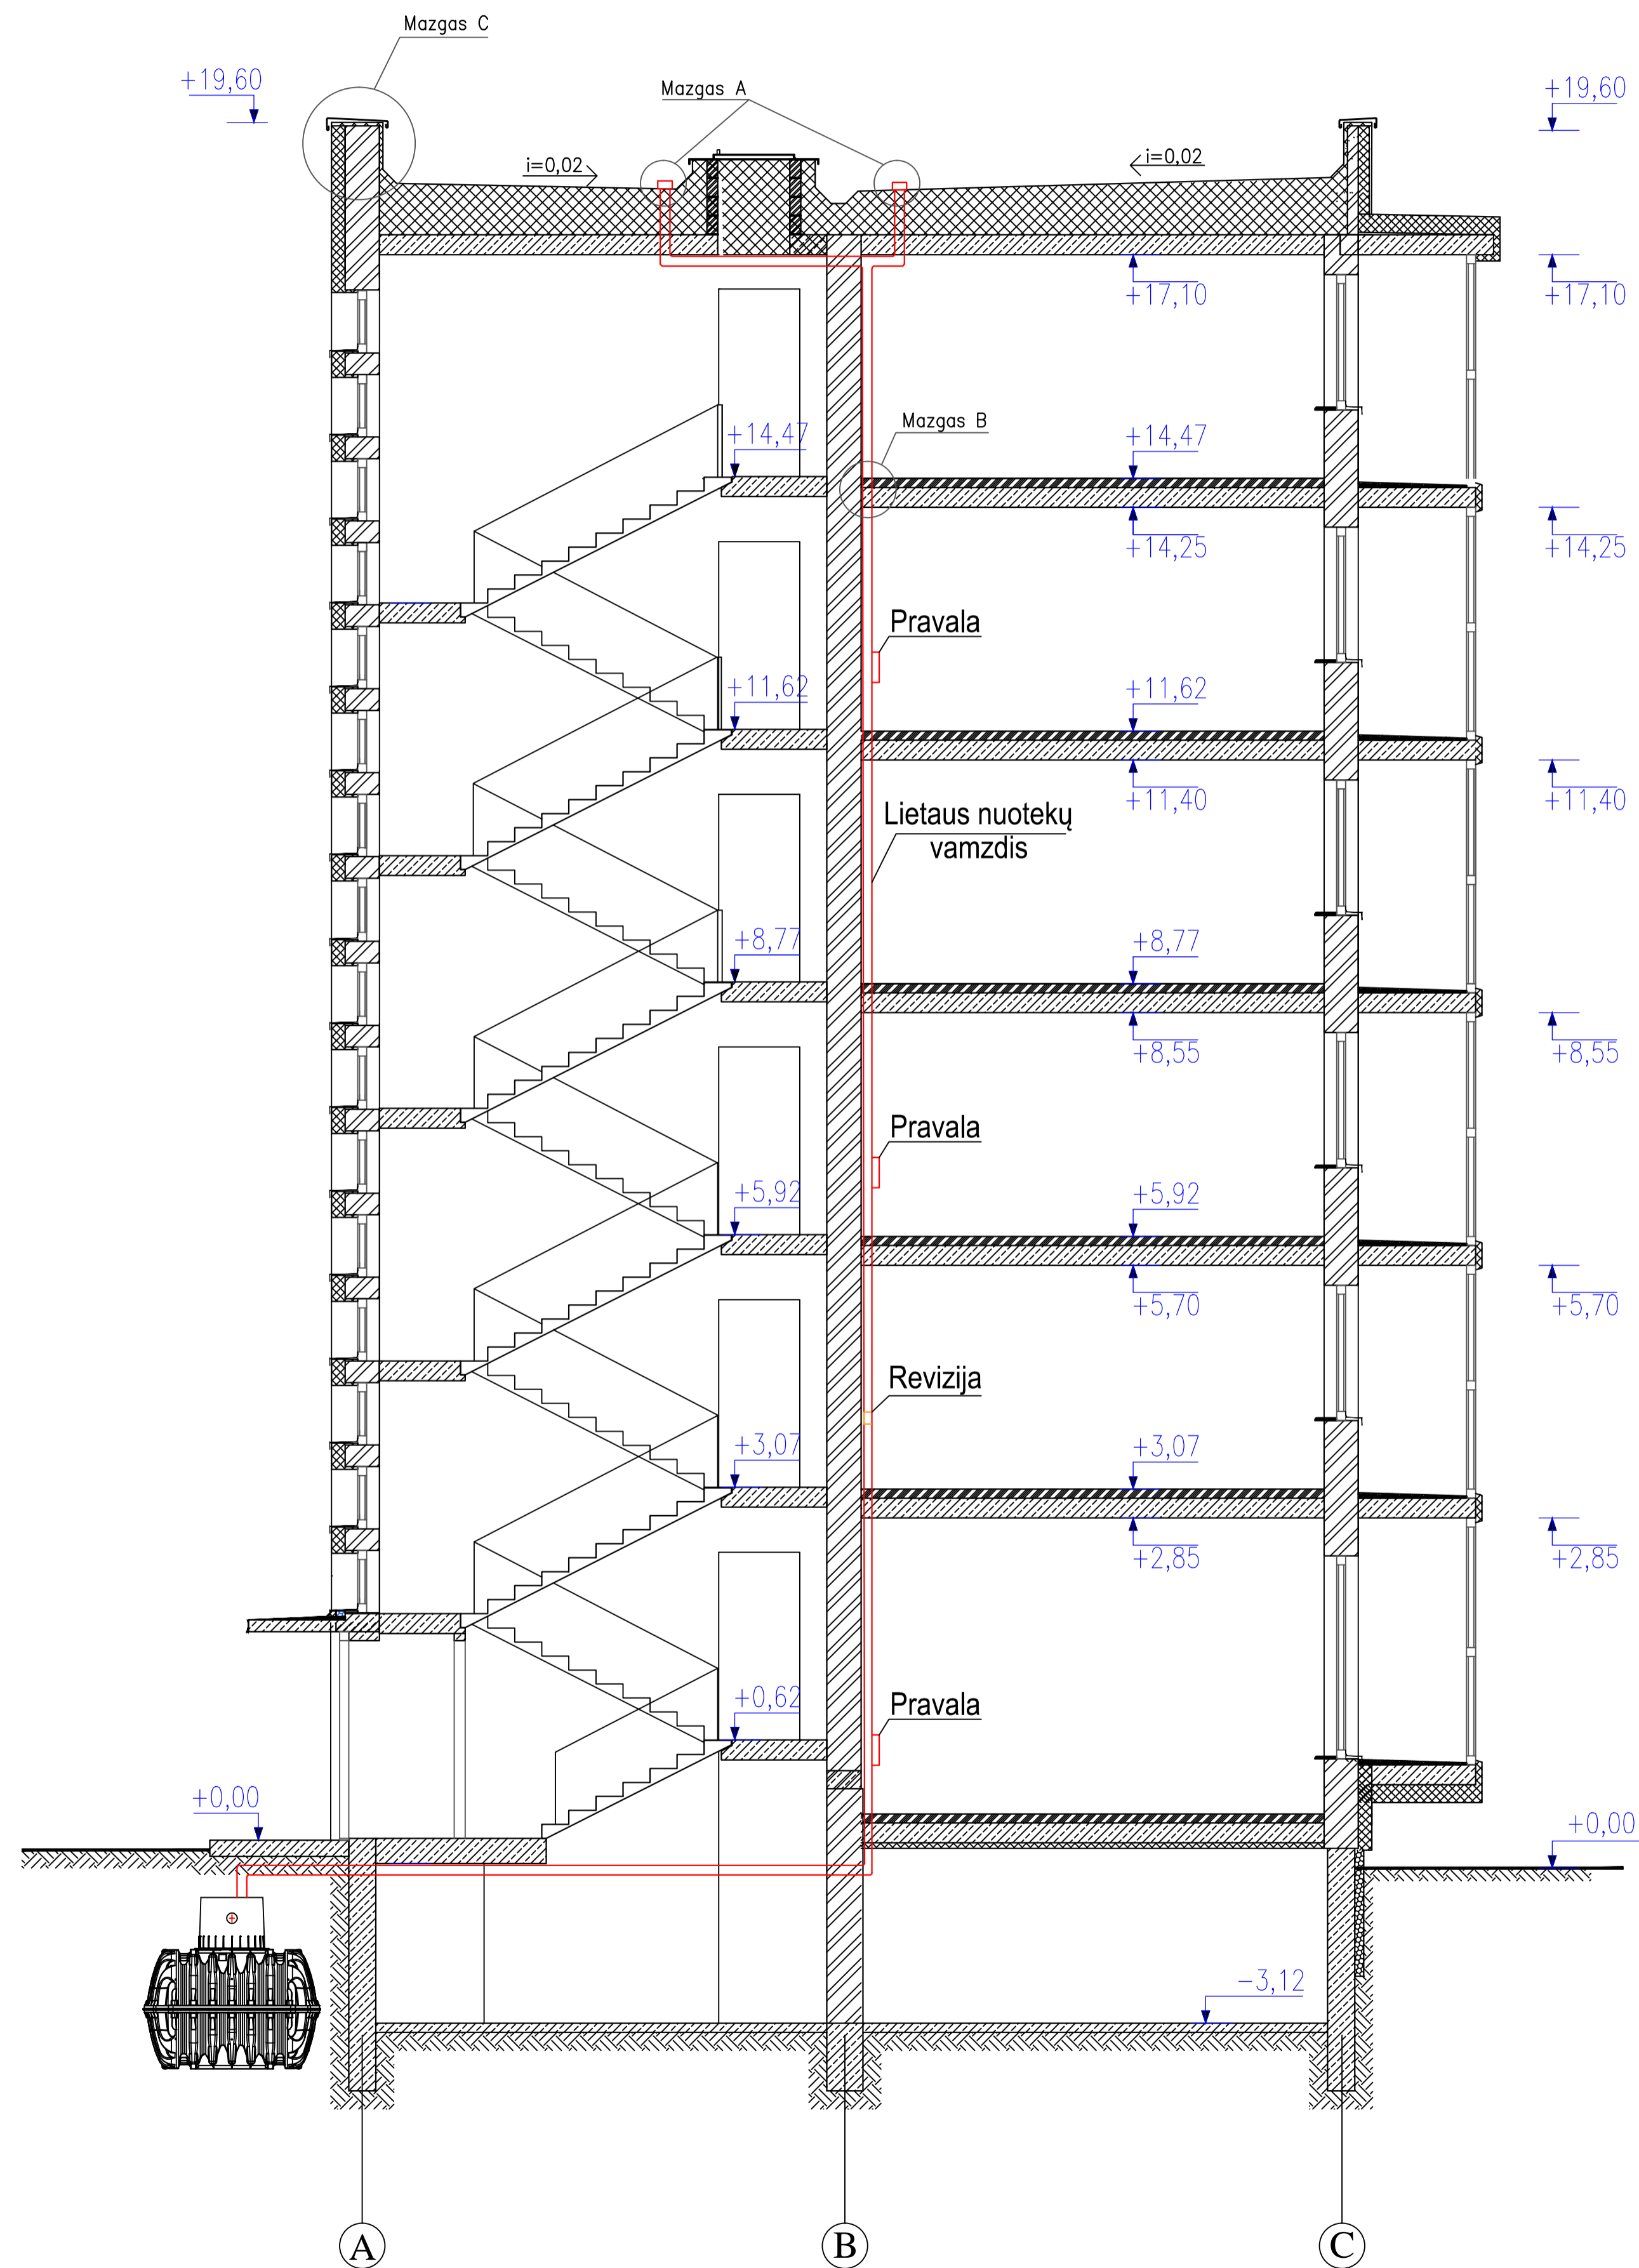 Mazgas C
+19,60
Mazgas A
+19,60
i=0,02
i=0,02
+17,10
+17,10
Mazgas B
+14,47
+14,47
+14,25
+14,25
Pravala
+11,62
+11,62
+11,40
+11,40
Lietaus nuotekų
vamzdis
+8,77
+8,77
+8,55
+8,55
Pravala
+5,92
+5,92
+5,70
+5,70
Revizija
+3,07
+3,07
+2,85
+2,85
+0,62
Pravala
+0,00
+0,00
-3,12
A
B
C